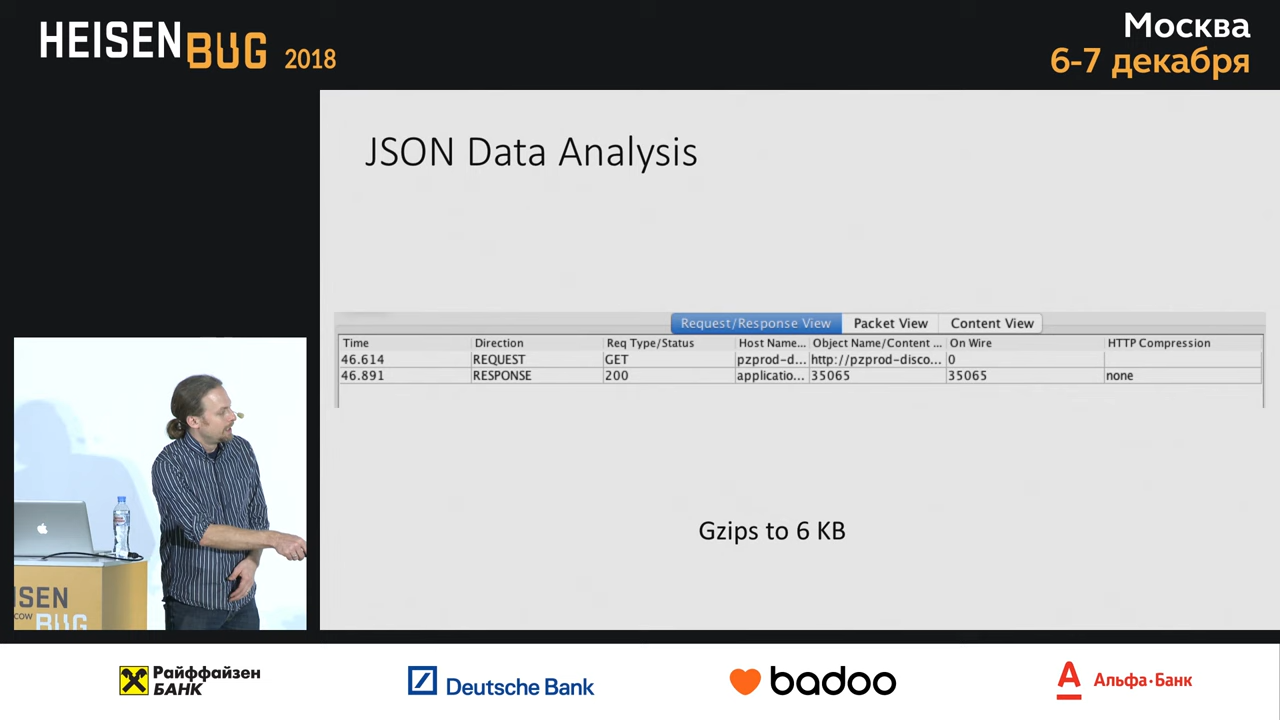 HEISENBUG 2018
Москва
6-7 декабря
JSON Data Analysis
Request/Response View Packet View Content View
Time Direction Req Type/Status Host Name... Object Name/Content ... On Wire HTTP Compression
46.614 REQUEST GET pzprod-d... http://pzprod-disco... 0
46.891 RESPONSE 200 applicatio... 35065 35065 none
Gzips to 6 KB
ISEN
COW
BUG
Райффайзен
БАНК
Deutsche Bank
badoo
А
Альфа·Банк